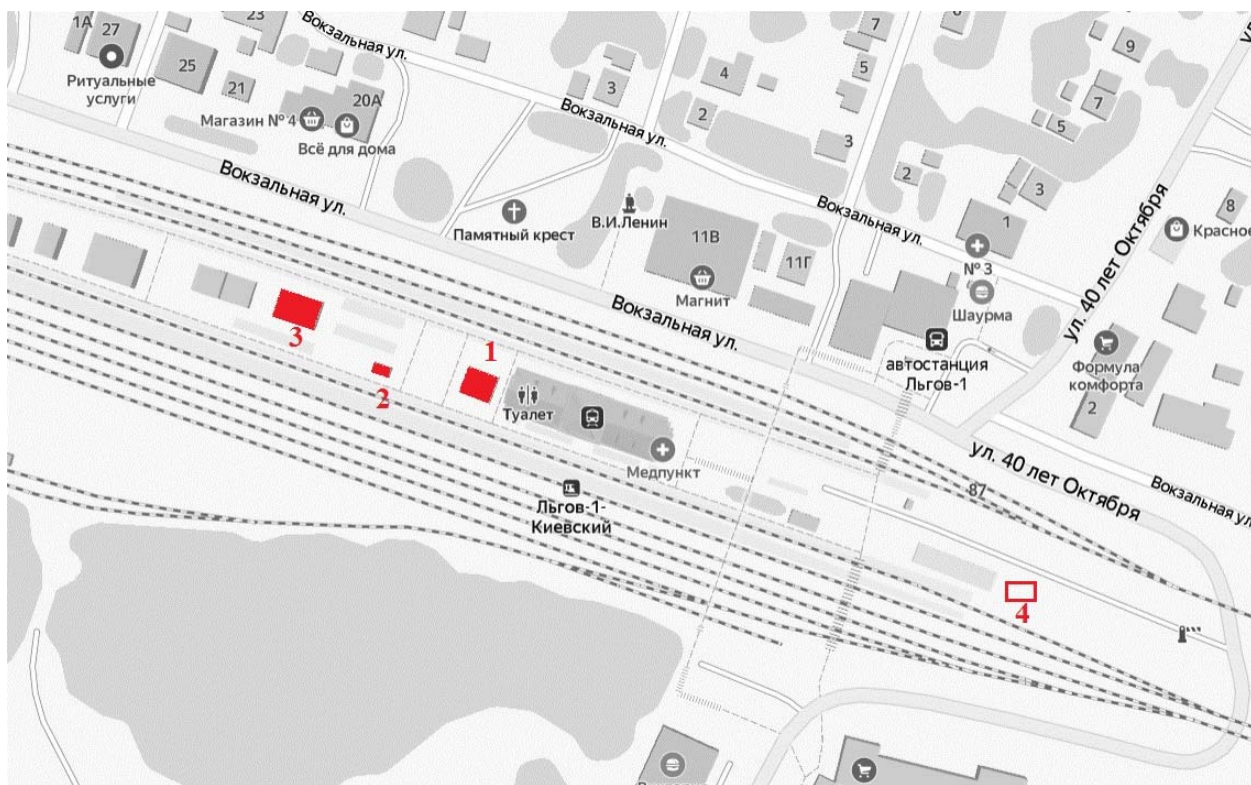 1А
27
23
Вокзальная ул.
7
6
9
ул.
25
21
20А
3
4
5
7
Ритуальные
услуги
Магазин № 4
Всё для дома
2
Вокзальная ул.
3
5
Вокзальная ул.
2
3
В.И.Ленин
Памятный крест
11В
11Г
Магнит
Вокзальная ул.
1
№ 3
Шаурма
ул. 40 лет Октября
8
Красное
3
2
1
Вокзальная ул.
автостанция
Льгов-1
Формула
комфорта
2
Туалет
Медпункт
Льгов-1-
Киевский
87
ул. 40 лет Октября
Вокзальная ул.
4